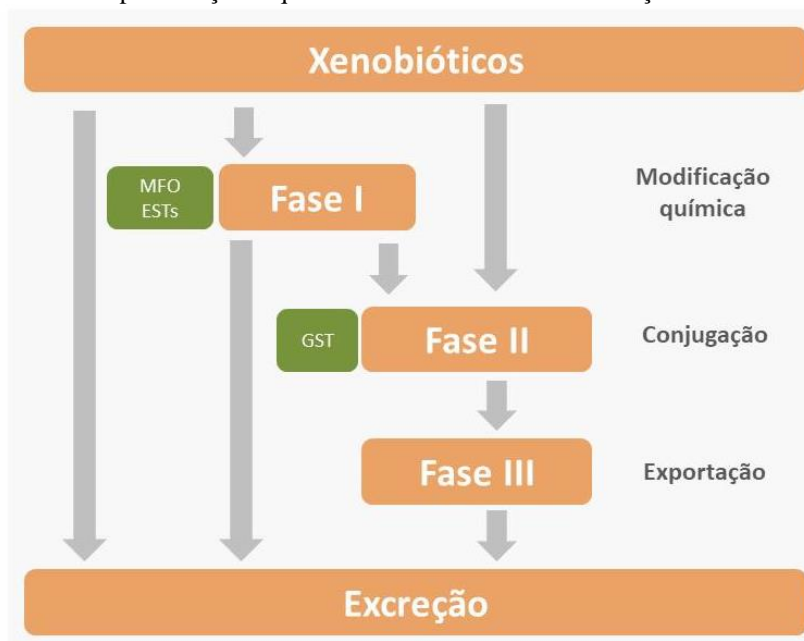 Xenobióticos
MFO
ESTs
Fase I
Modificação
química
GST
Fase II
Conjugação
Fase III
Exportação
Excreção